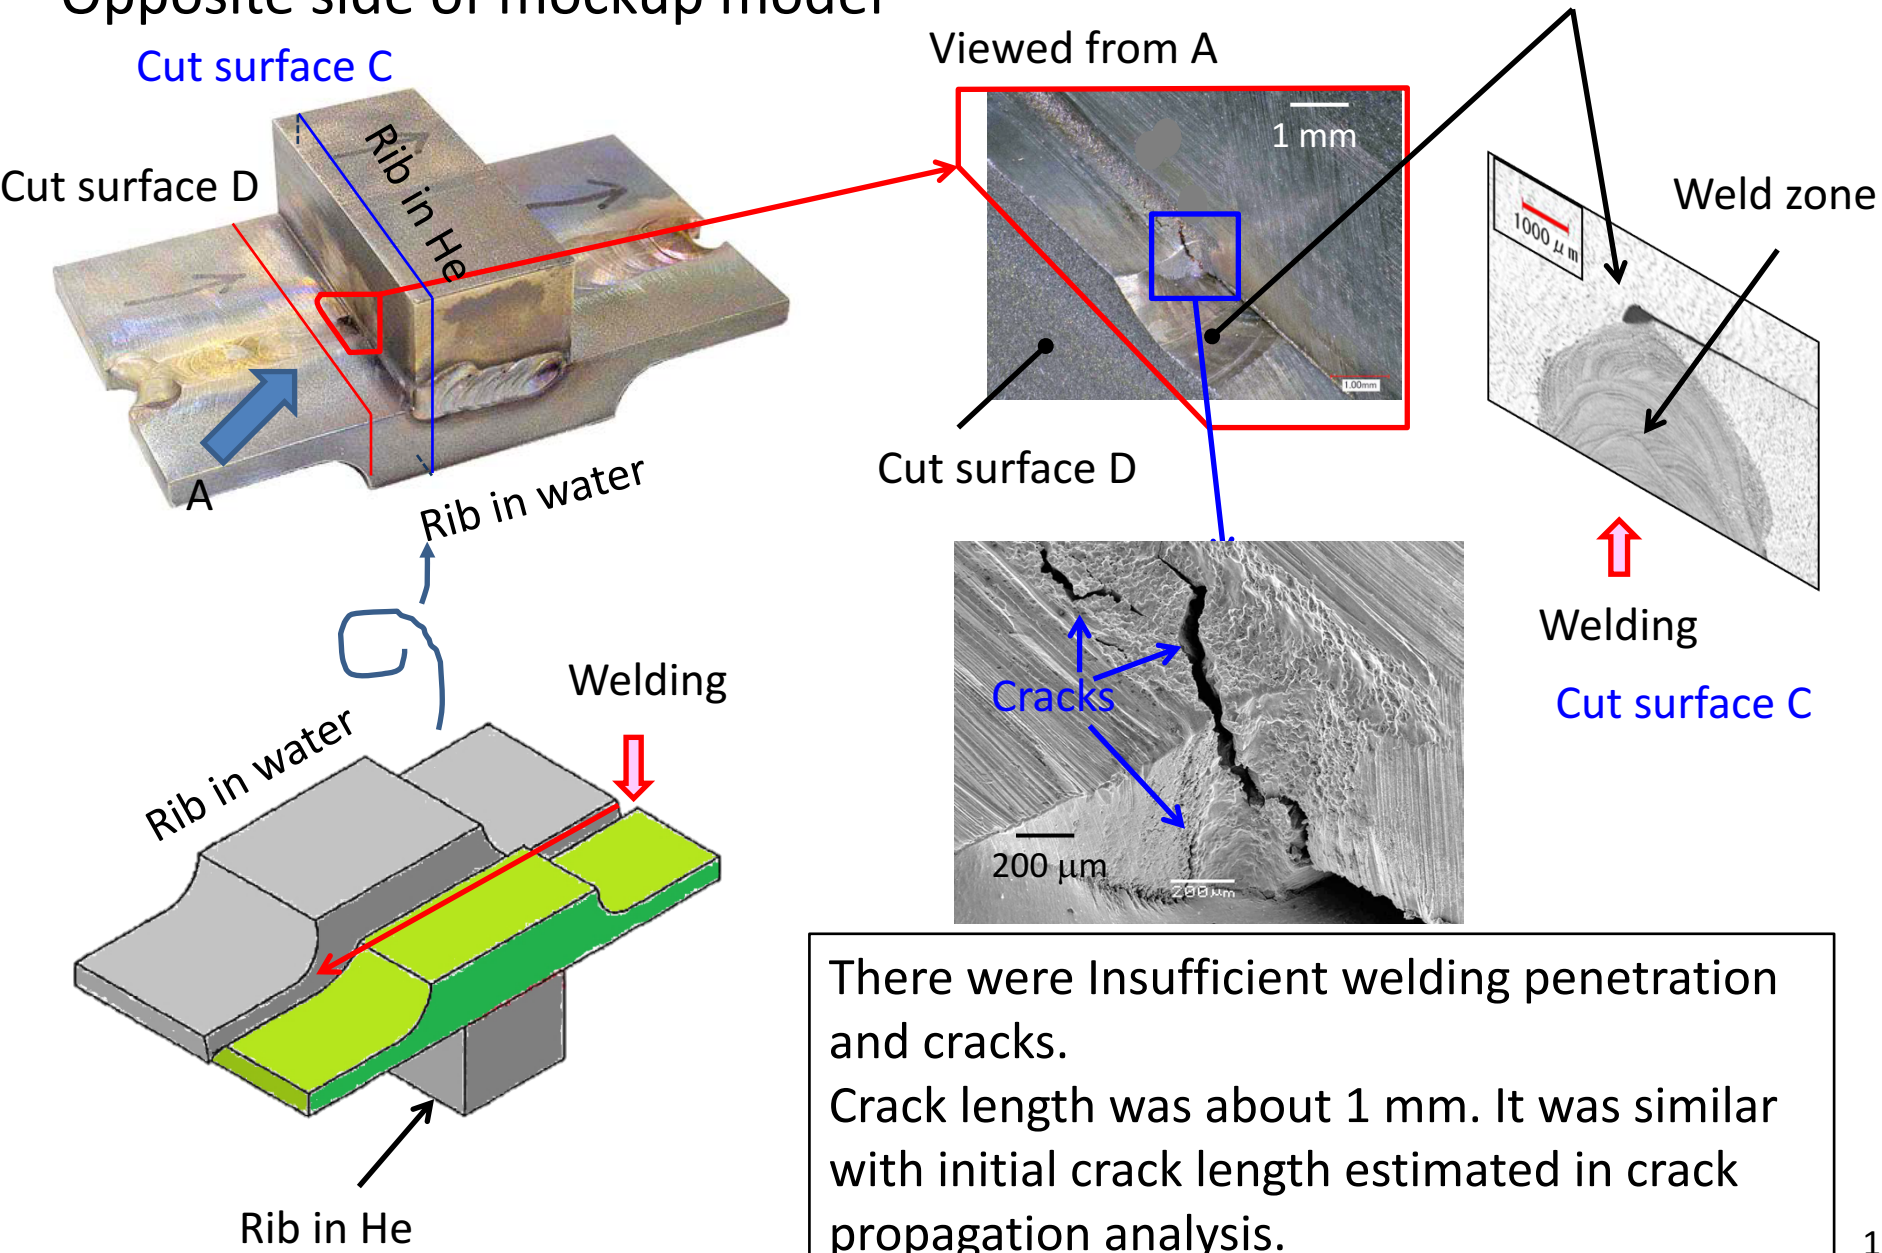 Opposite side of mockup model
Cut surface C
Viewed from A
Cut surface D
Rib in He
1 mm
1.00mm
1000 μm
Weld zone
Cut surface D
A
Rib in water
Welding
Cut surface C
Cracks
200 μm
200μm
Welding
Rib in water
Rib in He
There were Insufficient welding penetration
and cracks.
Crack length was about 1 mm. It was similar
with initial crack length estimated in crack
propagation analysis.
1